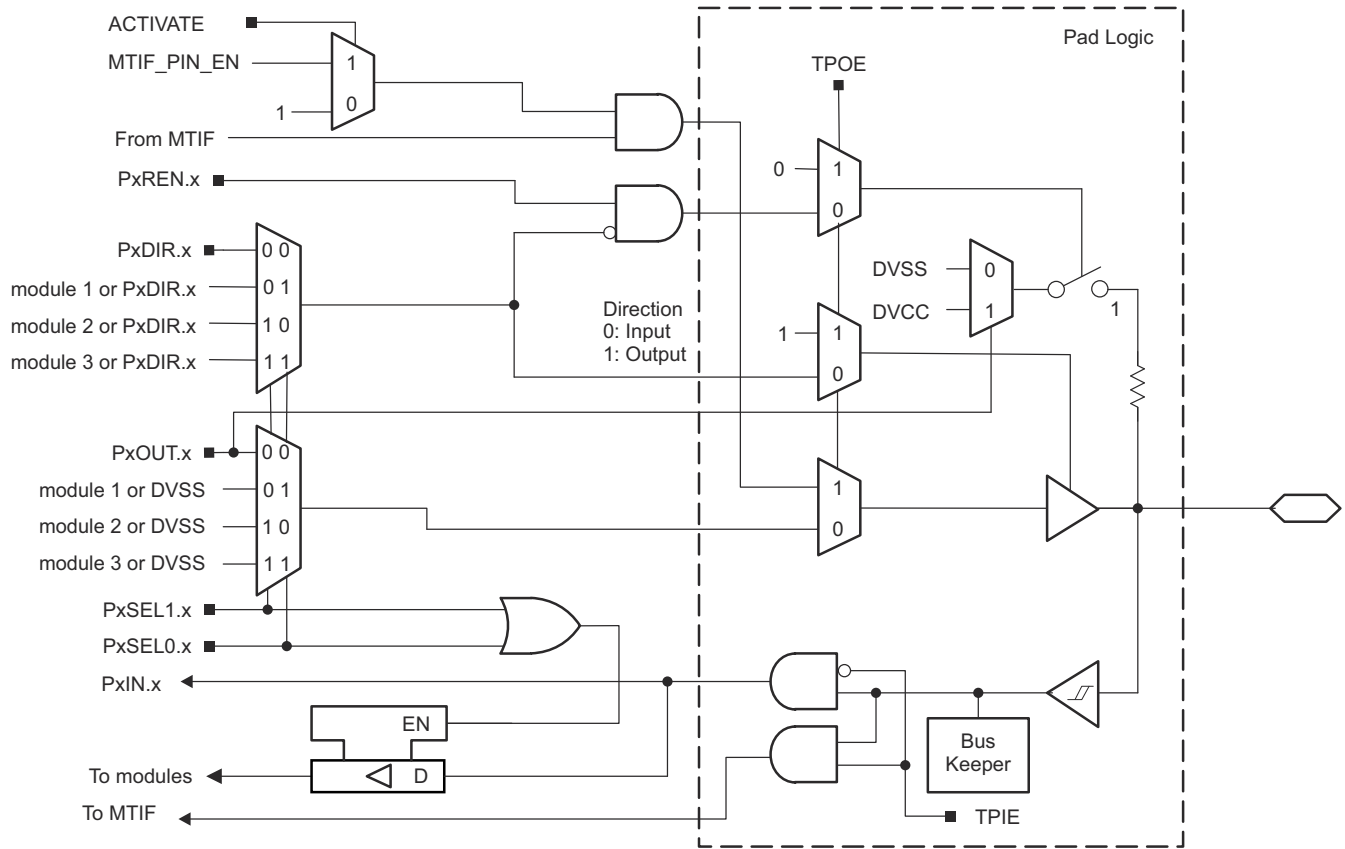 ACTIVATE
MTIF_PIN_EN
1
0
1
From MTIF
PxREN.x
PxDIR.x
0 0
module 1 or PxDIR.x
0 1
module 2 or PxDIR.x
1 0
module 3 or PxDIR.x
1 1
PxOUT.x
0 0
module 1 or DVSS
0 1
module 2 or DVSS
1 0
module 3 or DVSS
1 1
PxSEL1.x
PxSEL0.x
PxIN.x
EN
D
To modules
To MTIF
Direction
0: Input
1: Output
Pad Logic
TPOE
0
1
0
DVSS
0
DVCC
1
1
1
1
0
1
0
Bus
Keeper
TPIE